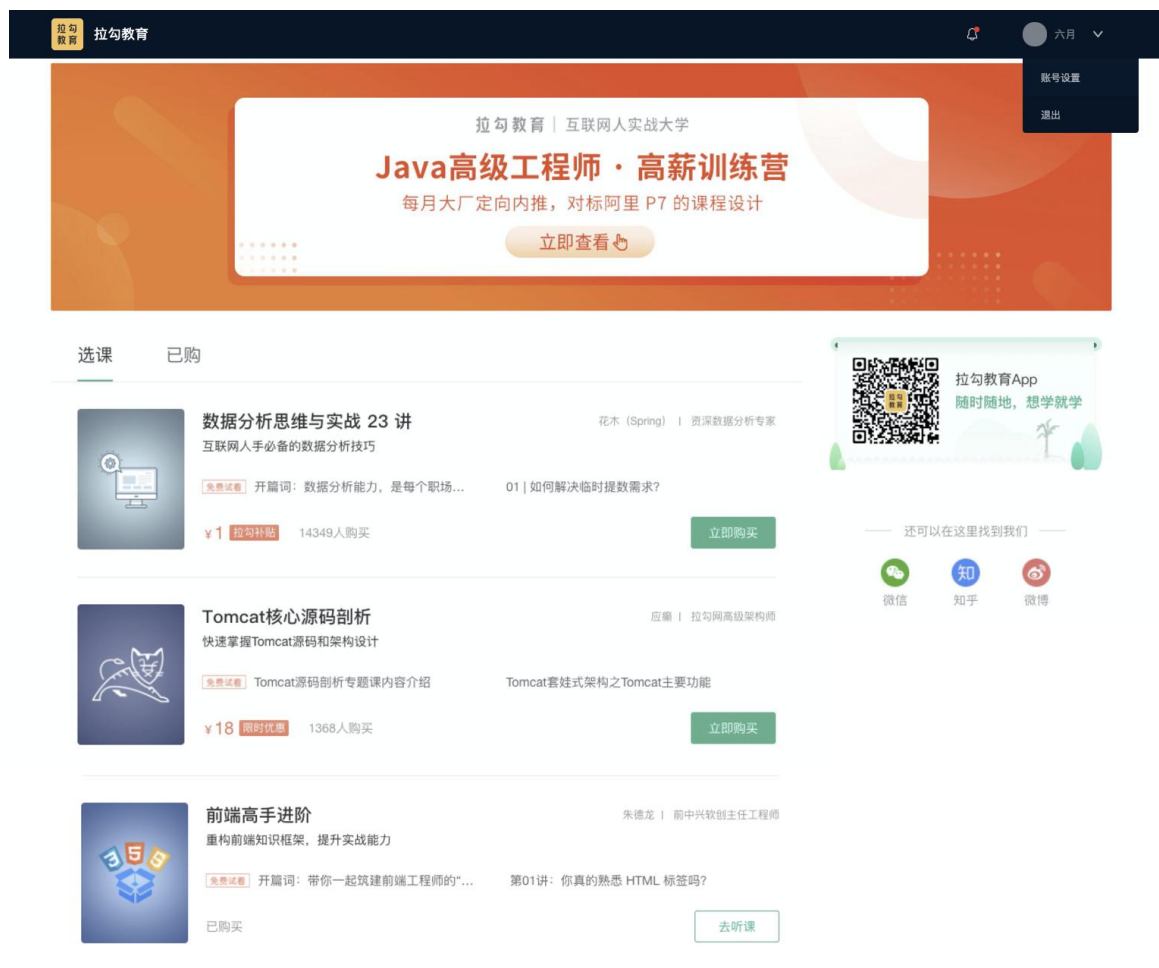 拉勾
教育
拉勾教育
六月
账号设置
退出
拉勾教育 | 互联网人实战大学
Java高级工程师 · 高薪训练营
每月大厂定向内推，对标阿里 P7 的课程设计
立即查看
选课
已购
数据分析思维与实战 23 讲
花木（Spring） | 资深数据分析专家
互联网人手必备的数据分析技巧
免费试看 开篇词：数据分析能力，是每个职场... 01 | 如何解决临时提数需求?
¥ 1 拉勾补贴 14349人购买
立即购买
Tomcat核心源码剖析
应癫 | 拉勾网高级架构师
快速掌握Tomcat源码和架构设计
免费试看 Tomcat源码剖析专题课内容介绍 Tomcat套娃式架构之Tomcat主要功能
¥ 18 限时优惠 1368人购买
立即购买
前端高手进阶
朱德龙 | 前中兴软创主任工程师
重构前端知识框架，提升实战能力
免费试看 开篇词：带你一起筑建前端工程师的“... 第01讲：你真的熟悉 HTML 标签吗?
已购买
去听课
拉勾
教育
拉勾教育App
随时随地，想学就学
还可以在这里找到我们
知
微信
知乎
微博